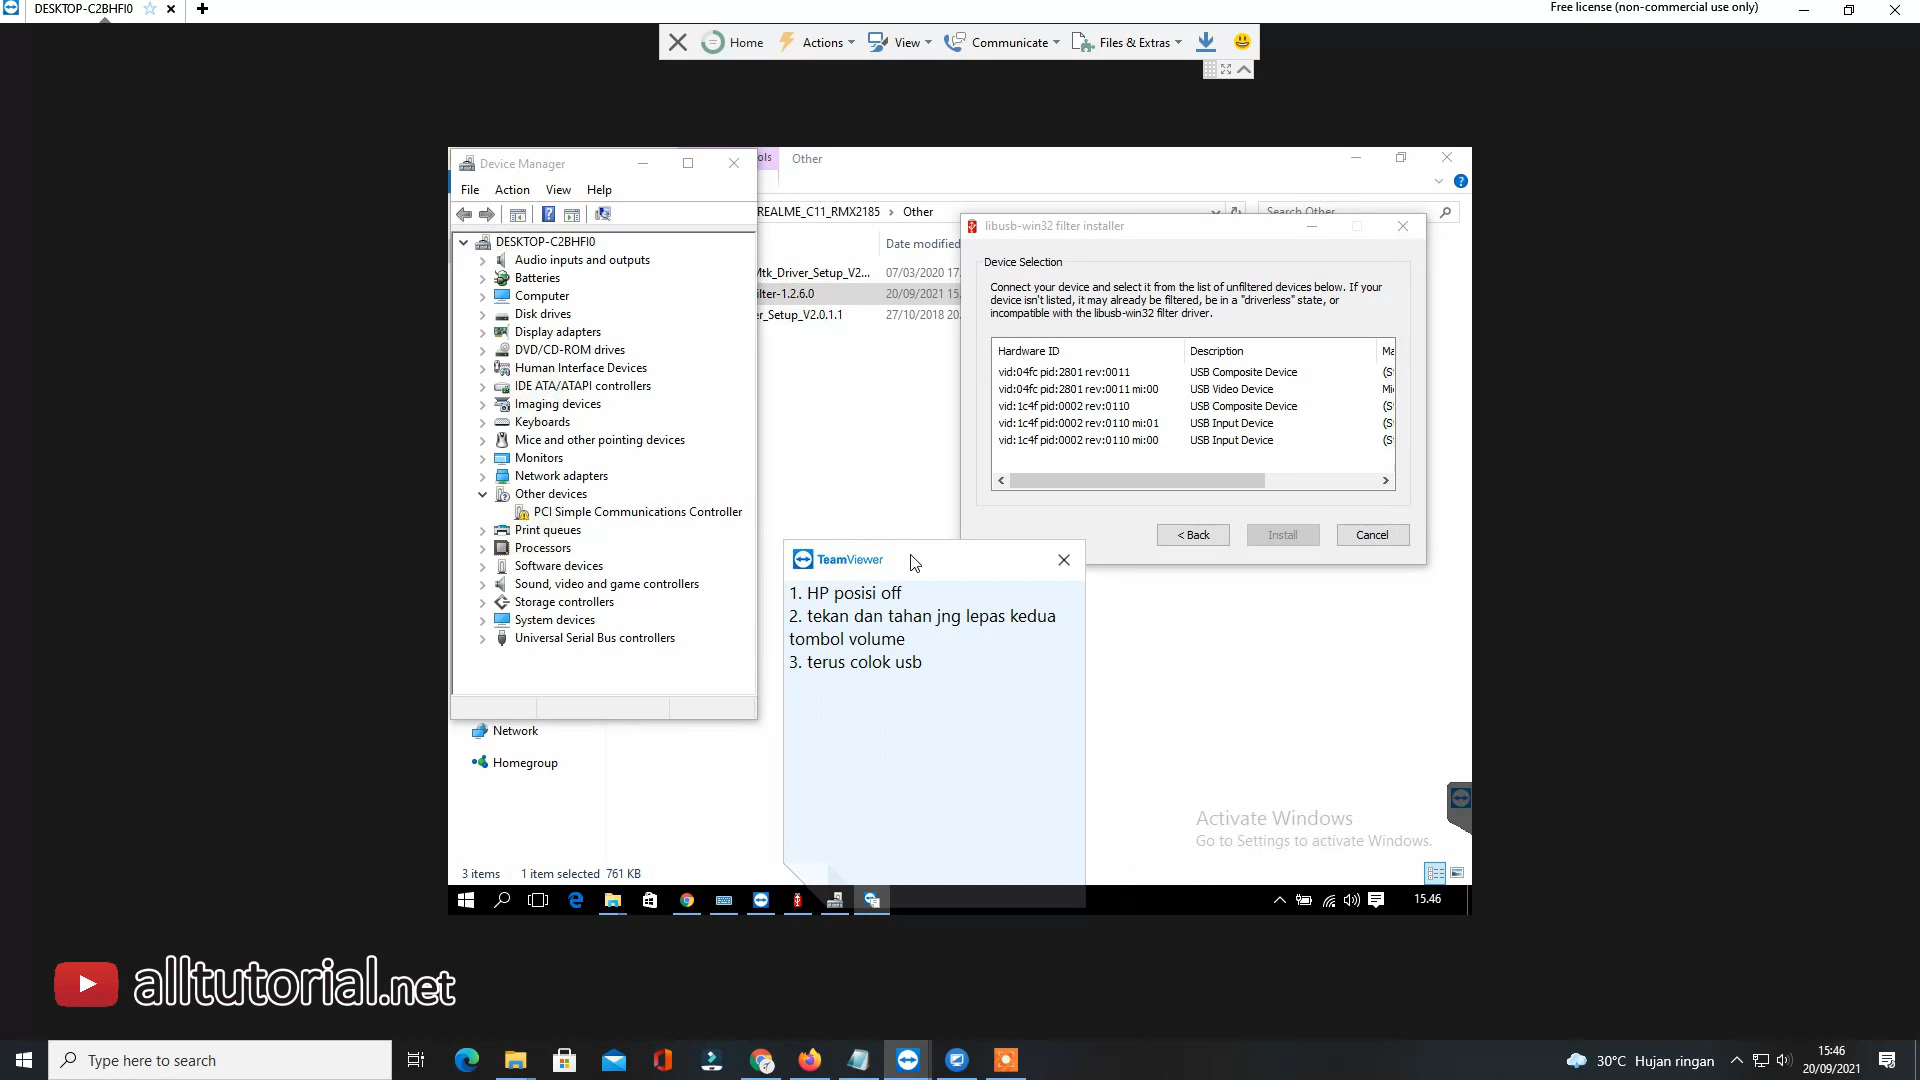 DESKTOP-C2BHFI0
Free license (non-commercial use only)
Home Actions View Communicate Files & Extras
Device Manager
ols Other
File Action View Help
REALME_C11_RMX2185 > Other
Search Other
DESKTOP-C2BHFI0
Audio inputs and outputs
Batteries
Computer
Disk drives
Display adapters
DVD/CD-ROM drives
Human Interface Devices
IDE ATA/ATAPI controllers
Imaging devices
Keyboards
Mice and other pointing devices
Monitors
Network adapters
Other devices
PCI Simple Communications Controller
Print queues
Processors
Software devices
Sound, video and game controllers
Storage controllers
System devices
Universal Serial Bus controllers
Date modified
Mtk_Driver_Setup_V2... 07/03/2020 17.
ilter-1.2.6.0 20/09/2021 15.
er_Setup_V2.0.1.1 27/10/2018 20.
libusb-win32 filter installer
Device Selection
Connect your device and select it from the list of unfiltered devices below. If your
device isn't listed, it may already be filtered, be in a "driverless" state, or
incompatible with the libusb-win32 filter driver.
Hardware ID Description Ma
vid:04fc pid:2801 rev:0011 USB Composite Device (S
vid:04fc pid:2801 rev:0011 mi:00 USB Video Device Mi
vid:1c4f pid:0002 rev:0110 USB Composite Device (S
vid:1c4f pid:0002 rev:0110 mi:01 USB Input Device (S
vid:1c4f pid:0002 rev:0110 mi:00 USB Input Device (S
< Back Install Cancel
TeamViewer
1. HP posisi off
2. tekan dan tahan jng lepas kedua
tombol volume
3. terus colok usb
Network
Homegroup
Activate Windows
Go to Settings to activate Windows.
3 items 1 item selected 761 KB
15.46
alltutorial.net
Type here to search
30°C Hujan ringan
15:46
20/09/2021